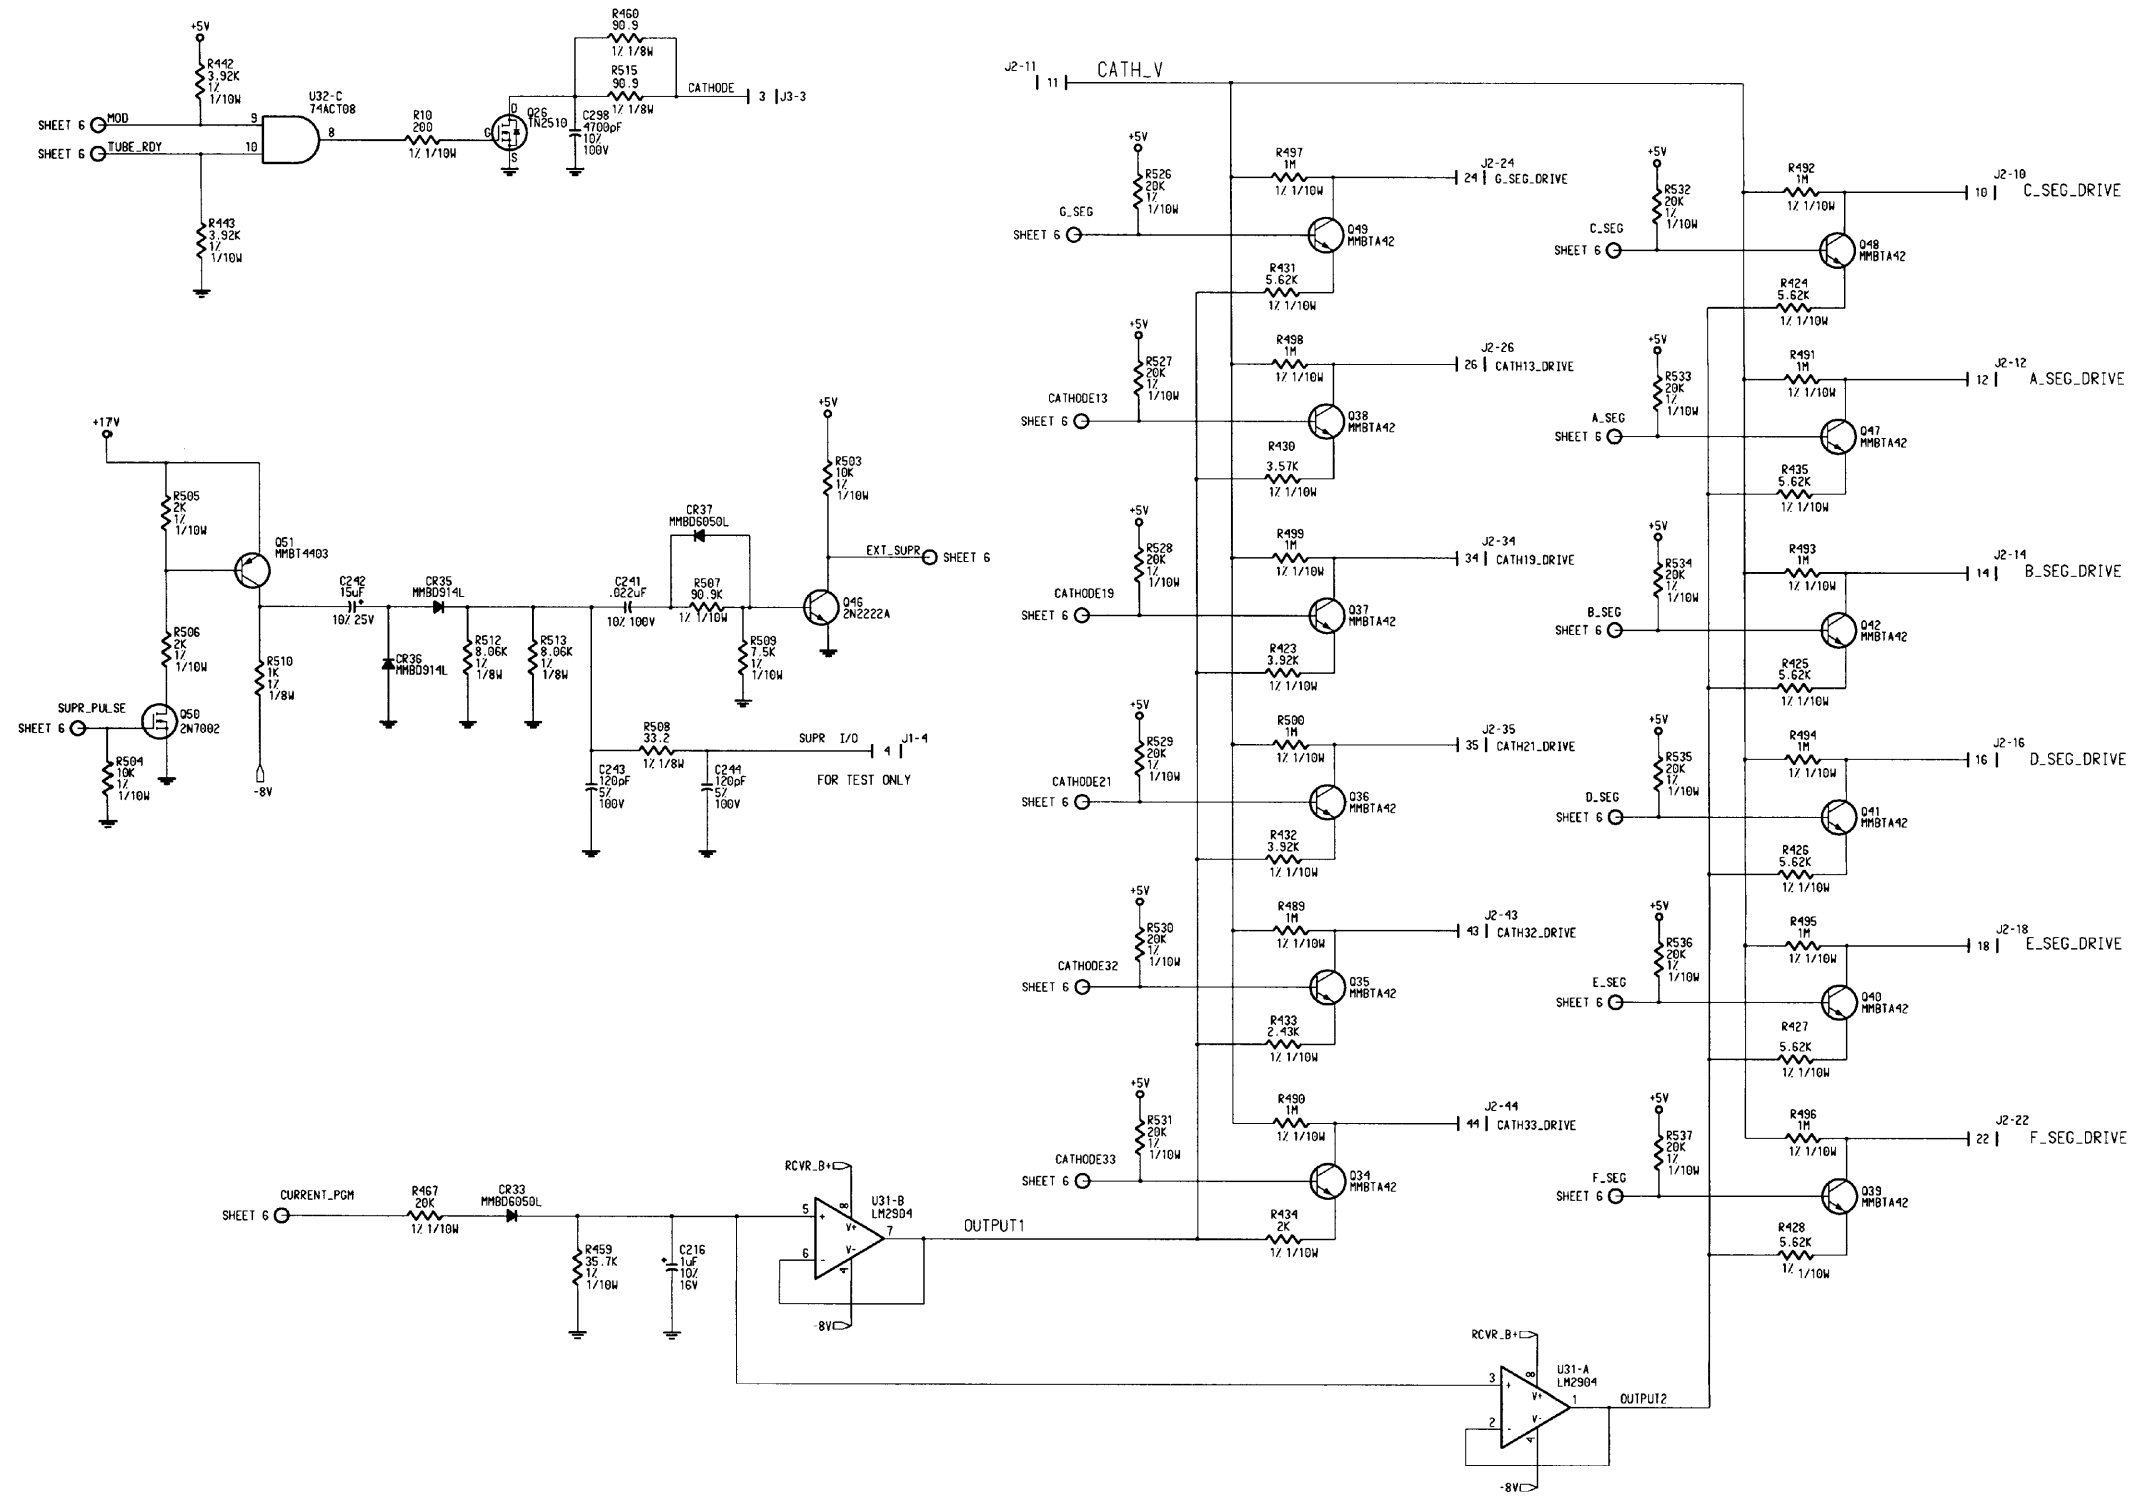 +5V
R442
3.92K
1%
1/10W
SHEET 6 MOD
SHEET 6 TUBE_RDY
R443
3.92K
1%
1/10W
U32-C
74ACT08
9
10
8
R10
200
1% 1/10W
Q26
TN2510
D
G
S
R460
90.9
1% 1/8W
R515
90.9
1% 1/8W
C298
4700pF
10%
100V
CATHODE
3 J3-3
+17V
R505
2K
1%
1/10W
Q51
MMBT4403
R506
2K
1%
1/10W
R510
1K
1%
1/8W
-8V
SUPR_PULSE
SHEET 6
Q50
2N7002
R504
10K
1%
1/10W
C242
15uF
+
10% 25V
CR35
MMBD914L
CR36
MMBD914L
R512
8.06K
1%
1/8W
R513
8.06K
1%
1/8W
C241
.022uF
10% 100V
CR37
MMBD6050L
R507
90.9K
1% 1/10W
R509
7.5K
1%
1/10W
+5V
R503
10K
1%
1/10W
EXT_SUPR SHEET 6
Q46
2N2222A
R508
33.2
1% 1/8W
C243
120pF
5%
100V
C244
120pF
5%
100V
SUPR I/O
4 J1-4
FOR TEST ONLY
CURRENT_PGM
SHEET 6
R467
20K
1% 1/10W
CR33
MMBD6050L
R459
35.7K
1%
1/10W
+
C216
1uF
10%
16V
RCVR_B+
U31-B
LM2904
5
+
6
-
8
V+
V-
4
7
-8V
OUTPUT1
J2-11
11
CATH_V
+5V
R526
20K
1%
1/10W
G_SEG
SHEET 6
R497
1M
1% 1/10W
Q49
MMBTA42
R431
5.62K
1% 1/10W
J2-24
24 G_SEG_DRIVE
+5V
R527
20K
1%
1/10W
CATHODE13
SHEET 6
R498
1M
1% 1/10W
Q38
MMBTA42
R430
3.57K
1% 1/10W
J2-26
26 CATH13_DRIVE
+5V
R528
20K
1%
1/10W
CATHODE19
SHEET 6
R499
1M
1% 1/10W
Q37
MMBTA42
R423
3.92K
1% 1/10W
J2-34
34 CATH19_DRIVE
+5V
R529
20K
1%
1/10W
CATHODE21
SHEET 6
R500
1M
1% 1/10W
Q36
MMBTA42
R432
3.92K
1% 1/10W
J2-35
35 CATH21_DRIVE
+5V
R530
20K
1%
1/10W
CATHODE32
SHEET 6
R489
1M
1% 1/10W
Q35
MMBTA42
R433
2.43K
1% 1/10W
J2-43
43 CATH32_DRIVE
+5V
R531
20K
1%
1/10W
CATHODE33
SHEET 6
R490
1M
1% 1/10W
Q34
MMBTA42
R434
2K
1% 1/10W
J2-44
44 CATH33_DRIVE
+5V
R532
20K
1%
1/10W
C_SEG
SHEET 6
R492
1M
1% 1/10W
Q48
MMBTA42
R424
5.62K
1% 1/10W
J2-10
10 C_SEG_DRIVE
+5V
R533
20K
1%
1/10W
A_SEG
SHEET 6
R491
1M
1% 1/10W
Q47
MMBTA42
R435
5.62K
1% 1/10W
J2-12
12 A_SEG_DRIVE
+5V
R534
20K
1%
1/10W
B_SEG
SHEET 6
R493
1M
1% 1/10W
Q42
MMBTA42
R425
5.62K
1% 1/10W
J2-14
14 B_SEG_DRIVE
+5V
R535
20K
1%
1/10W
D_SEG
SHEET 6
R494
1M
1% 1/10W
Q41
MMBTA42
R426
5.62K
1% 1/10W
J2-16
16 D_SEG_DRIVE
+5V
R536
20K
1%
1/10W
E_SEG
SHEET 6
R495
1M
1% 1/10W
Q40
MMBTA42
R427
5.62K
1% 1/10W
J2-18
18 E_SEG_DRIVE
+5V
R537
20K
1%
1/10W
F_SEG
SHEET 6
R496
1M
1% 1/10W
Q39
MMBTA42
R428
5.62K
1% 1/10W
J2-22
22 F_SEG_DRIVE
RCVR_B+
U31-A
LM2904
3
+
2
-
8
V+
V-
4
1
-8V
OUTPUT2